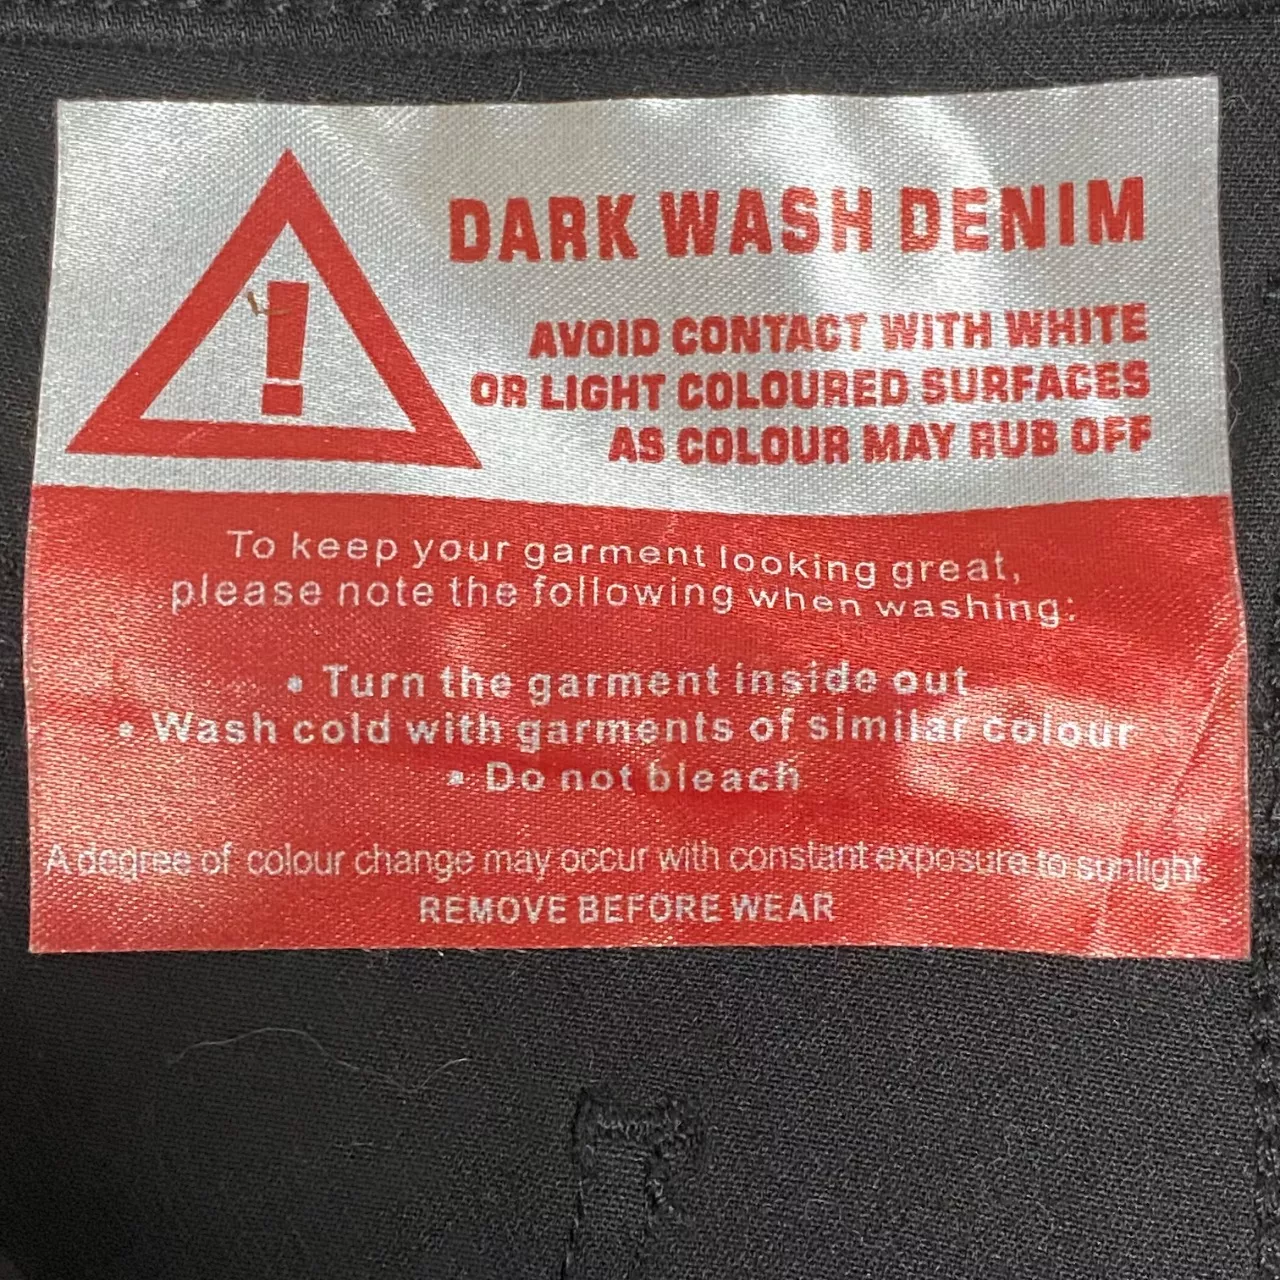 DARK WASH DENIM
AVOID CONTACT WITH WHITE
OR LIGHT COLOURED SURFACES
AS COLOUR MAY RUB OFF
To keep your garment looking great,
please note the following when washing:
• Turn the garment inside out
• Wash cold with garments of similar colour
• Do not bleach
A degree of colour change may occur with constant exposure to sunlight.
REMOVE BEFORE WEAR